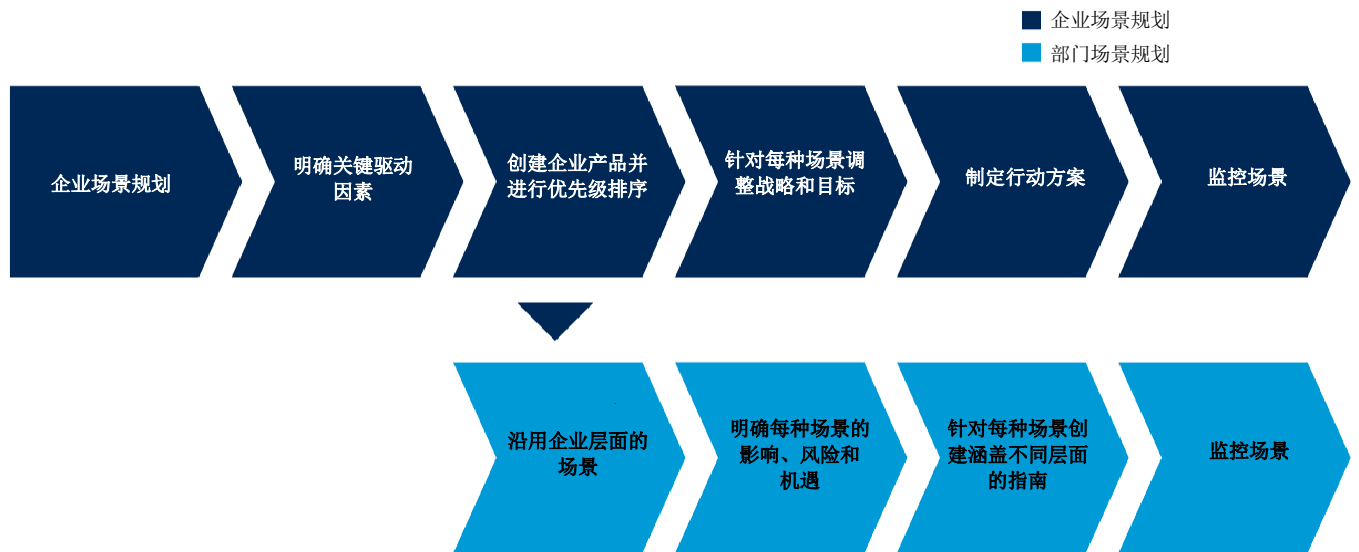 企业场景规划
部门场景规划
企业场景规划
明确关键驱动
因素
创建企业产品并
进行优先级排序
针对每种场景调
整战略和目标
制定行动方案
监控场景
沿用企业层面的
场景
明确每种场景的
影响、风险和
机遇
针对每种场景创
建涵盖不同层面
的指南
监控场景